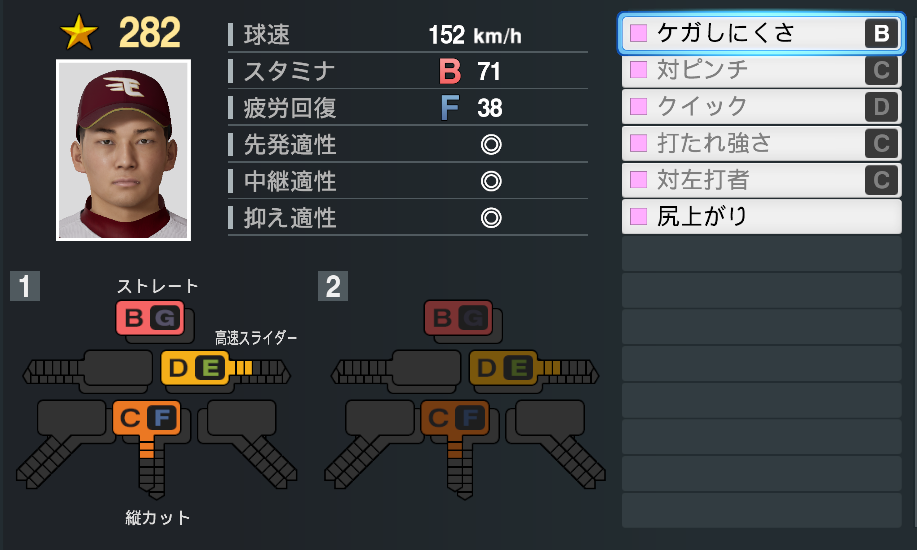 282
球速 152 km/h
スタミナ B 71
疲労回復 F 38
先発適性 ◎
中継適性 ◎
抑え適性 ◎
ケガしにくさ B
対ピンチ C
クイック D
打たれ強さ C
対左打者 C
尻上がり
1
ストレート
B G
高速スライダー
D E
C F
縦カット
2
B G
D E
C F